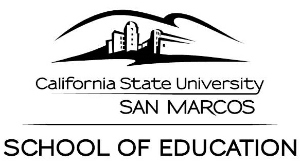 California State University
SAN MARCOS
SCHOOL OF EDUCATION